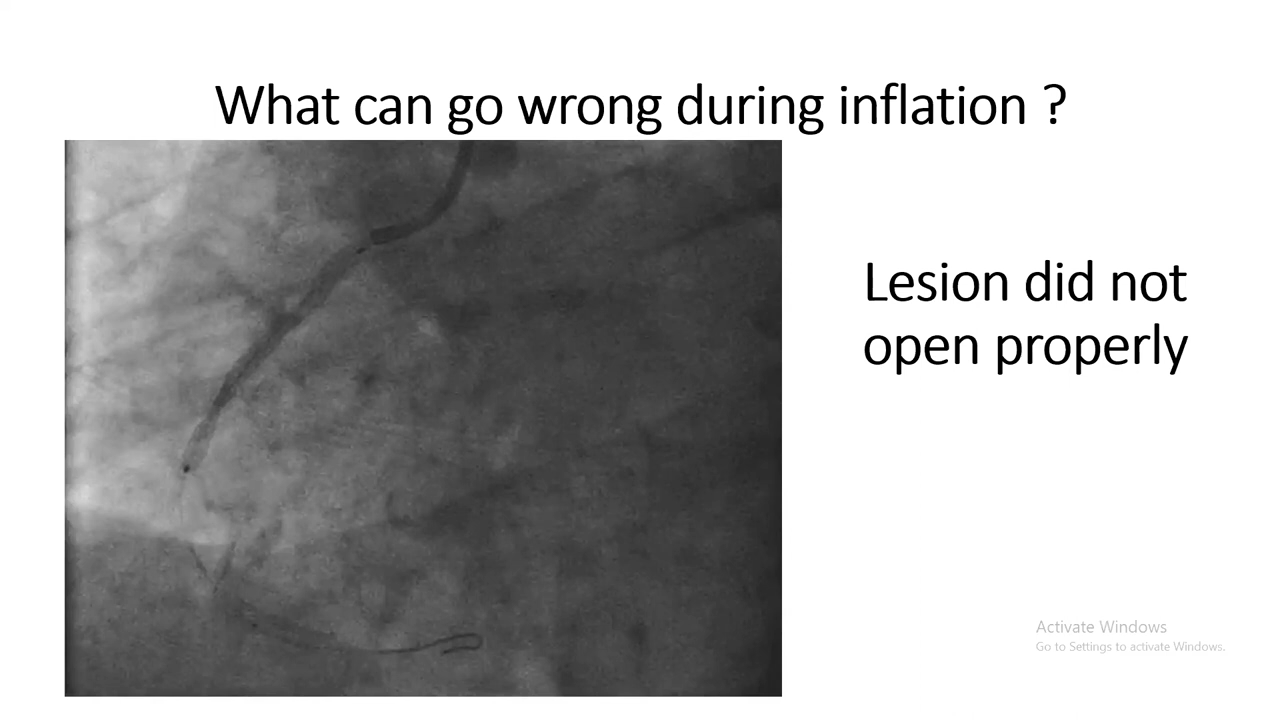 What can go wrong during inflation ?
Lesion did not
open properly
Activate Windows
Go to Settings to activate Windows.